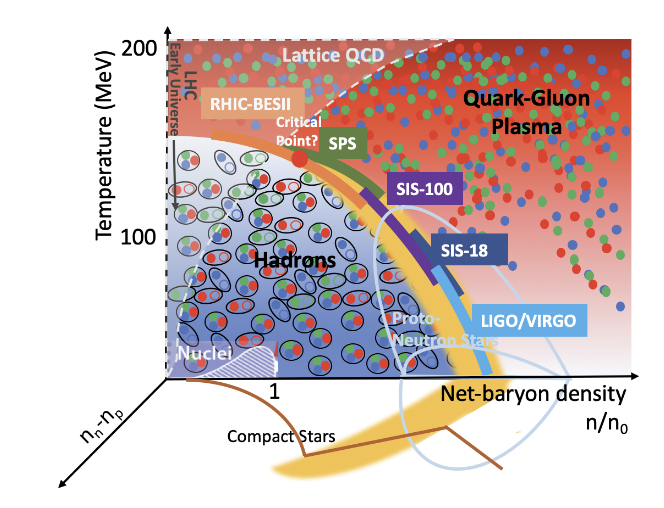 200
Temperature (MeV)
100
LHC
Early Universe
Lattice QCD
RHIC-BESII
Critical
Point?
SPS
Quark-Gluon
Plasma
SIS-100
SIS-18
Hadrons
LIGO/VIRGO
Proto-
Neutron Stars
Nuclei
1
Net-baryon density
n/n₀
nₙ-nₚ
Compact Stars